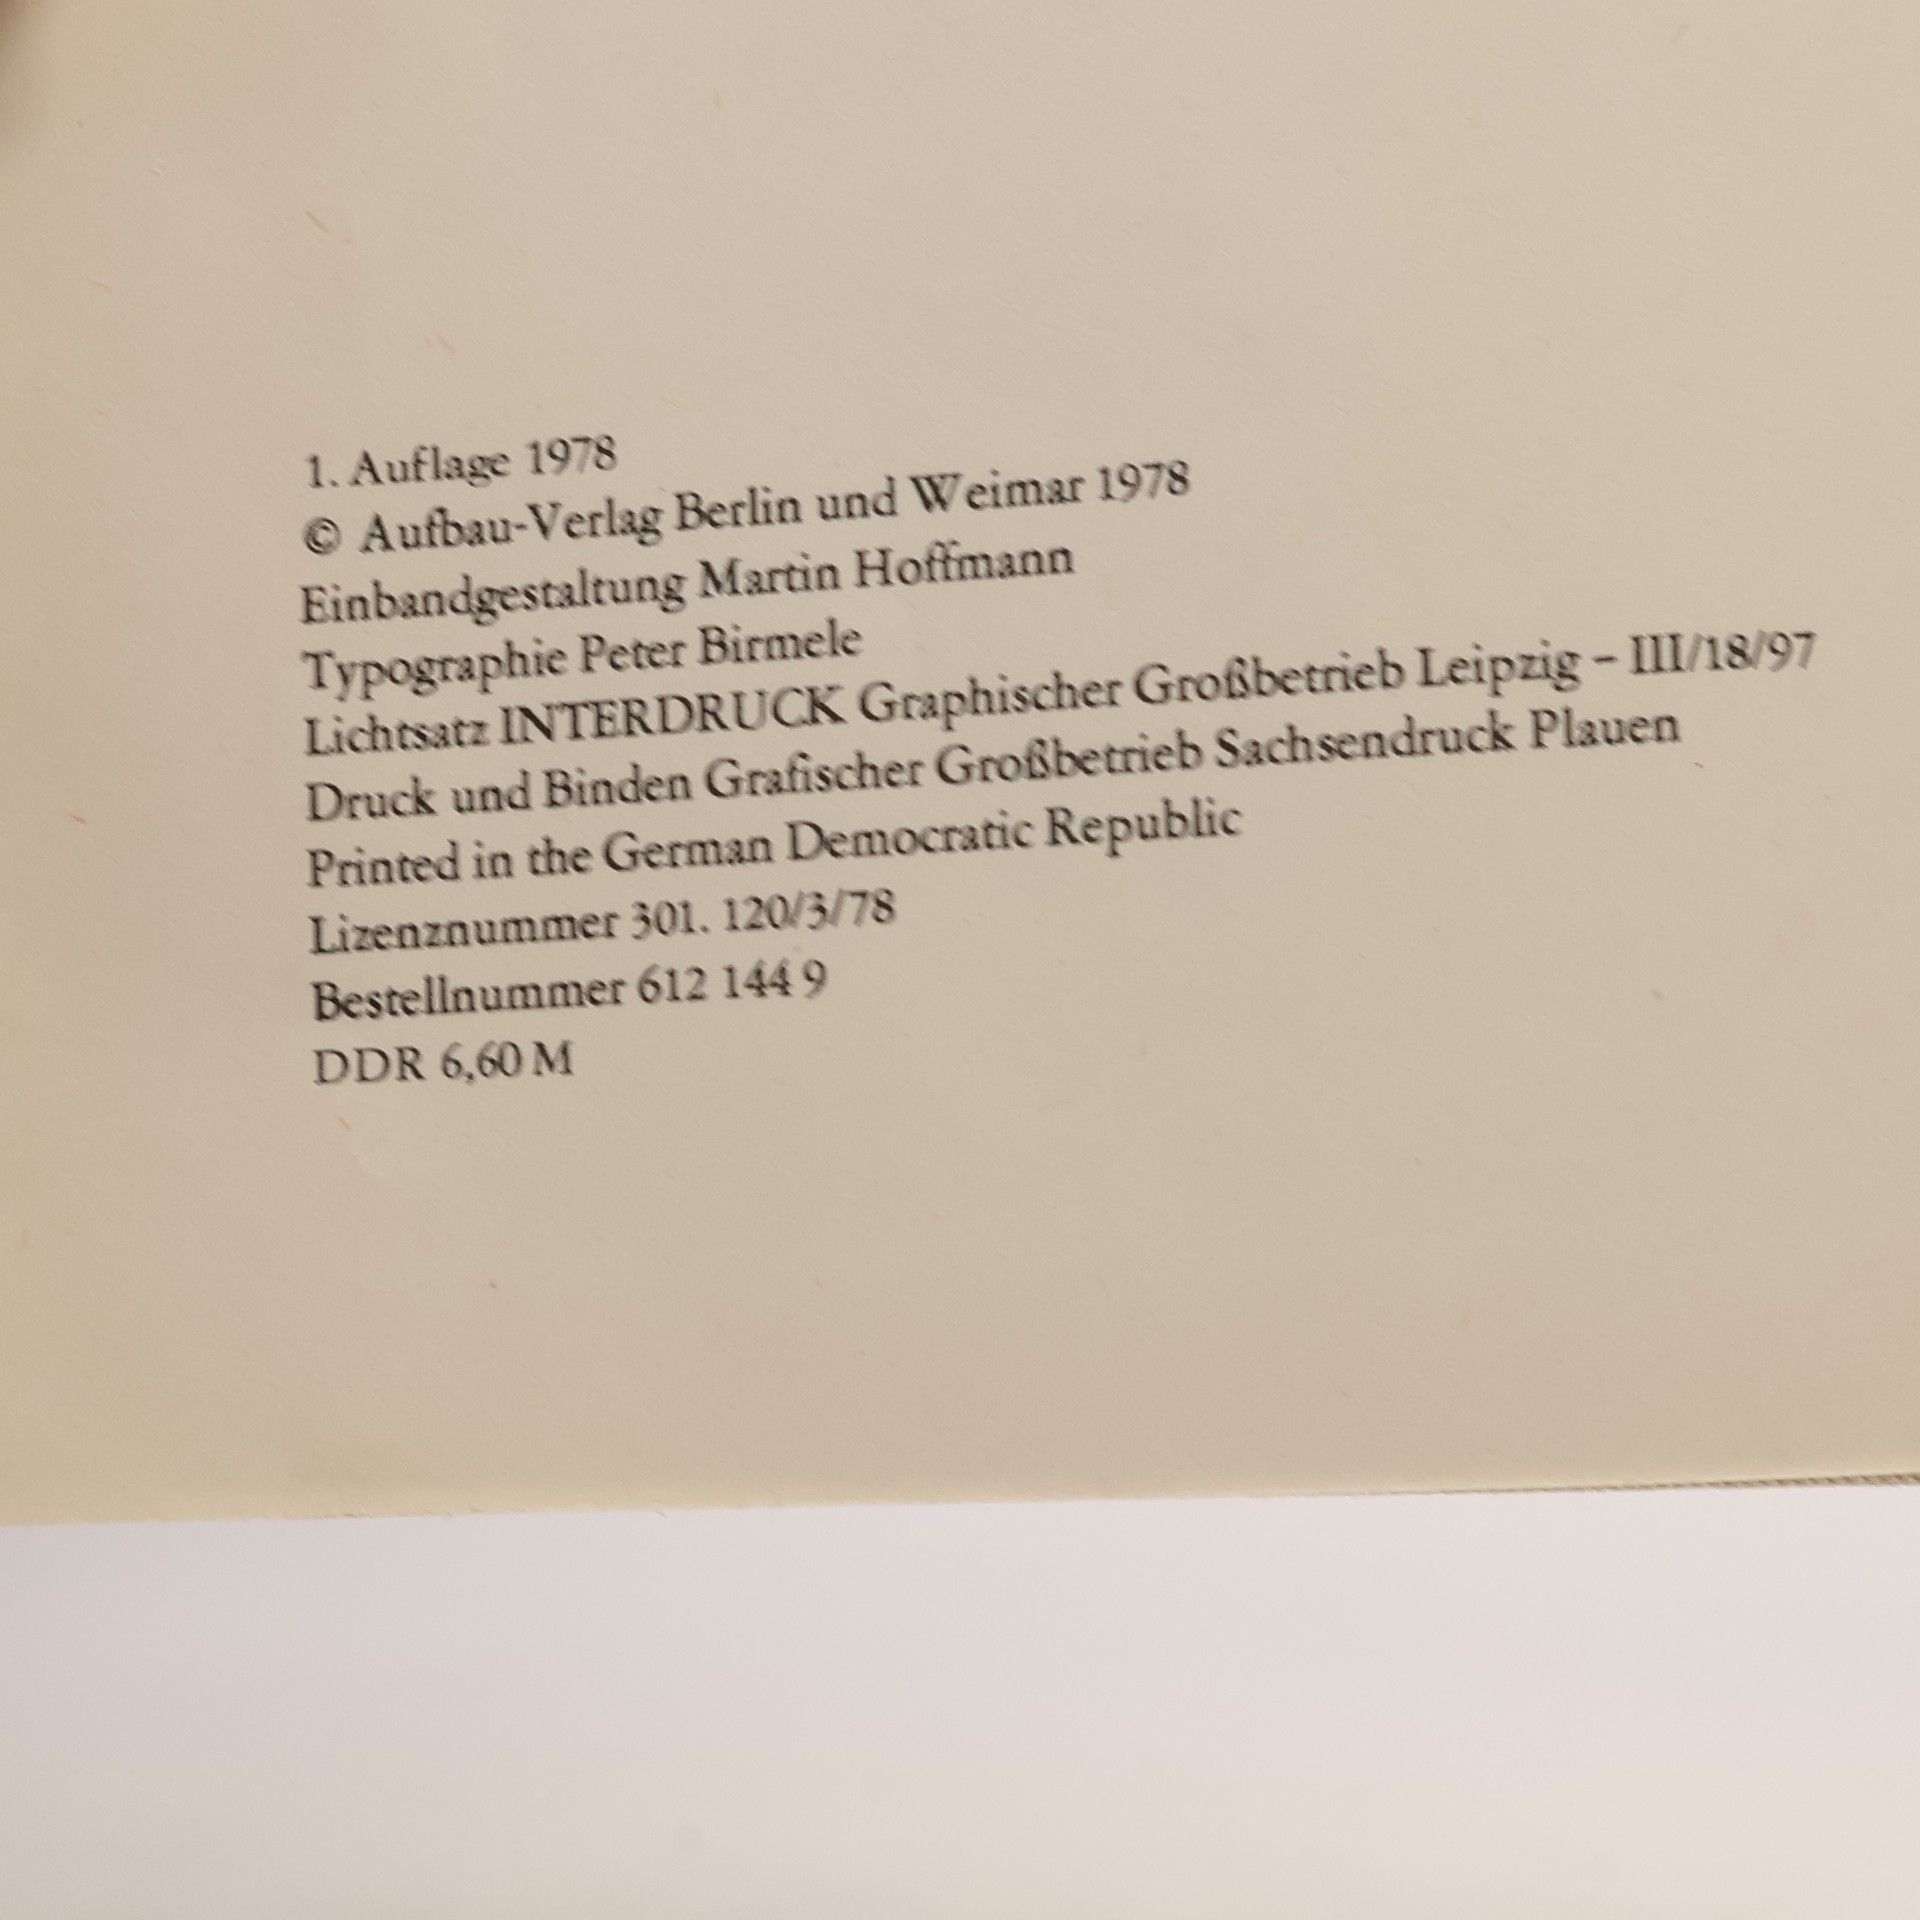 1. Auflage 1978
© Aufbau-Verlag Berlin und Weimar 1978
Einbandgestaltung Martin Hoffmann
Typographie Peter Birmele
Lichtsatz INTERDRUCK Graphischer Großbetrieb Leipzig – III/18/97
Druck und Binden Grafischer Großbetrieb Sachsendruck Plauen
Printed in the German Democratic Republic
Lizenznummer 301. 120/3/78
Bestellnummer 612 144 9
DDR 6,60 M